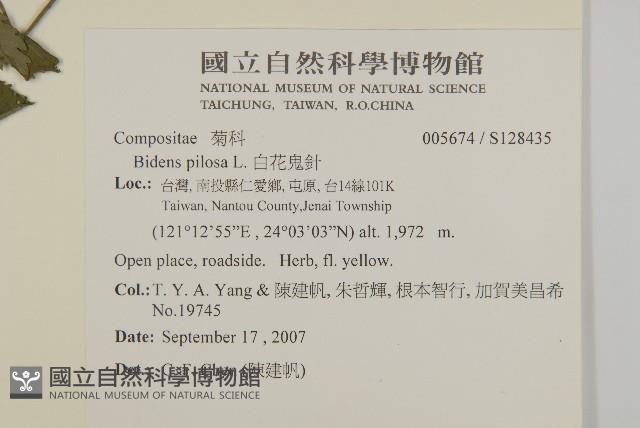 國立自然科學博物館
NATIONAL MUSEUM OF NATURAL SCIENCE
TAICHUNG, TAIWAN, R.O.CHINA
Compositae 菊科 005674 / S128435
Bidens pilosa L. 白花鬼針
Loc.: 台灣, 南投縣仁愛鄉, 屯原, 台14線101K
Taiwan, Nantou County,Jenai Township
(121°12'55”E , 24°03'03”N) alt. 1,972 m.
Open place, roadside. Herb, fl. yellow.
Col.: T. Y. A. Yang & 陳建帆, 朱哲輝, 根本智行, 加賀美昌希
No.19745
Date: September 17 , 2007
Det.: C. F. Chen (陳建帆)
國立自然科學博物館
NATIONAL MUSEUM OF NATURAL SCIENCE